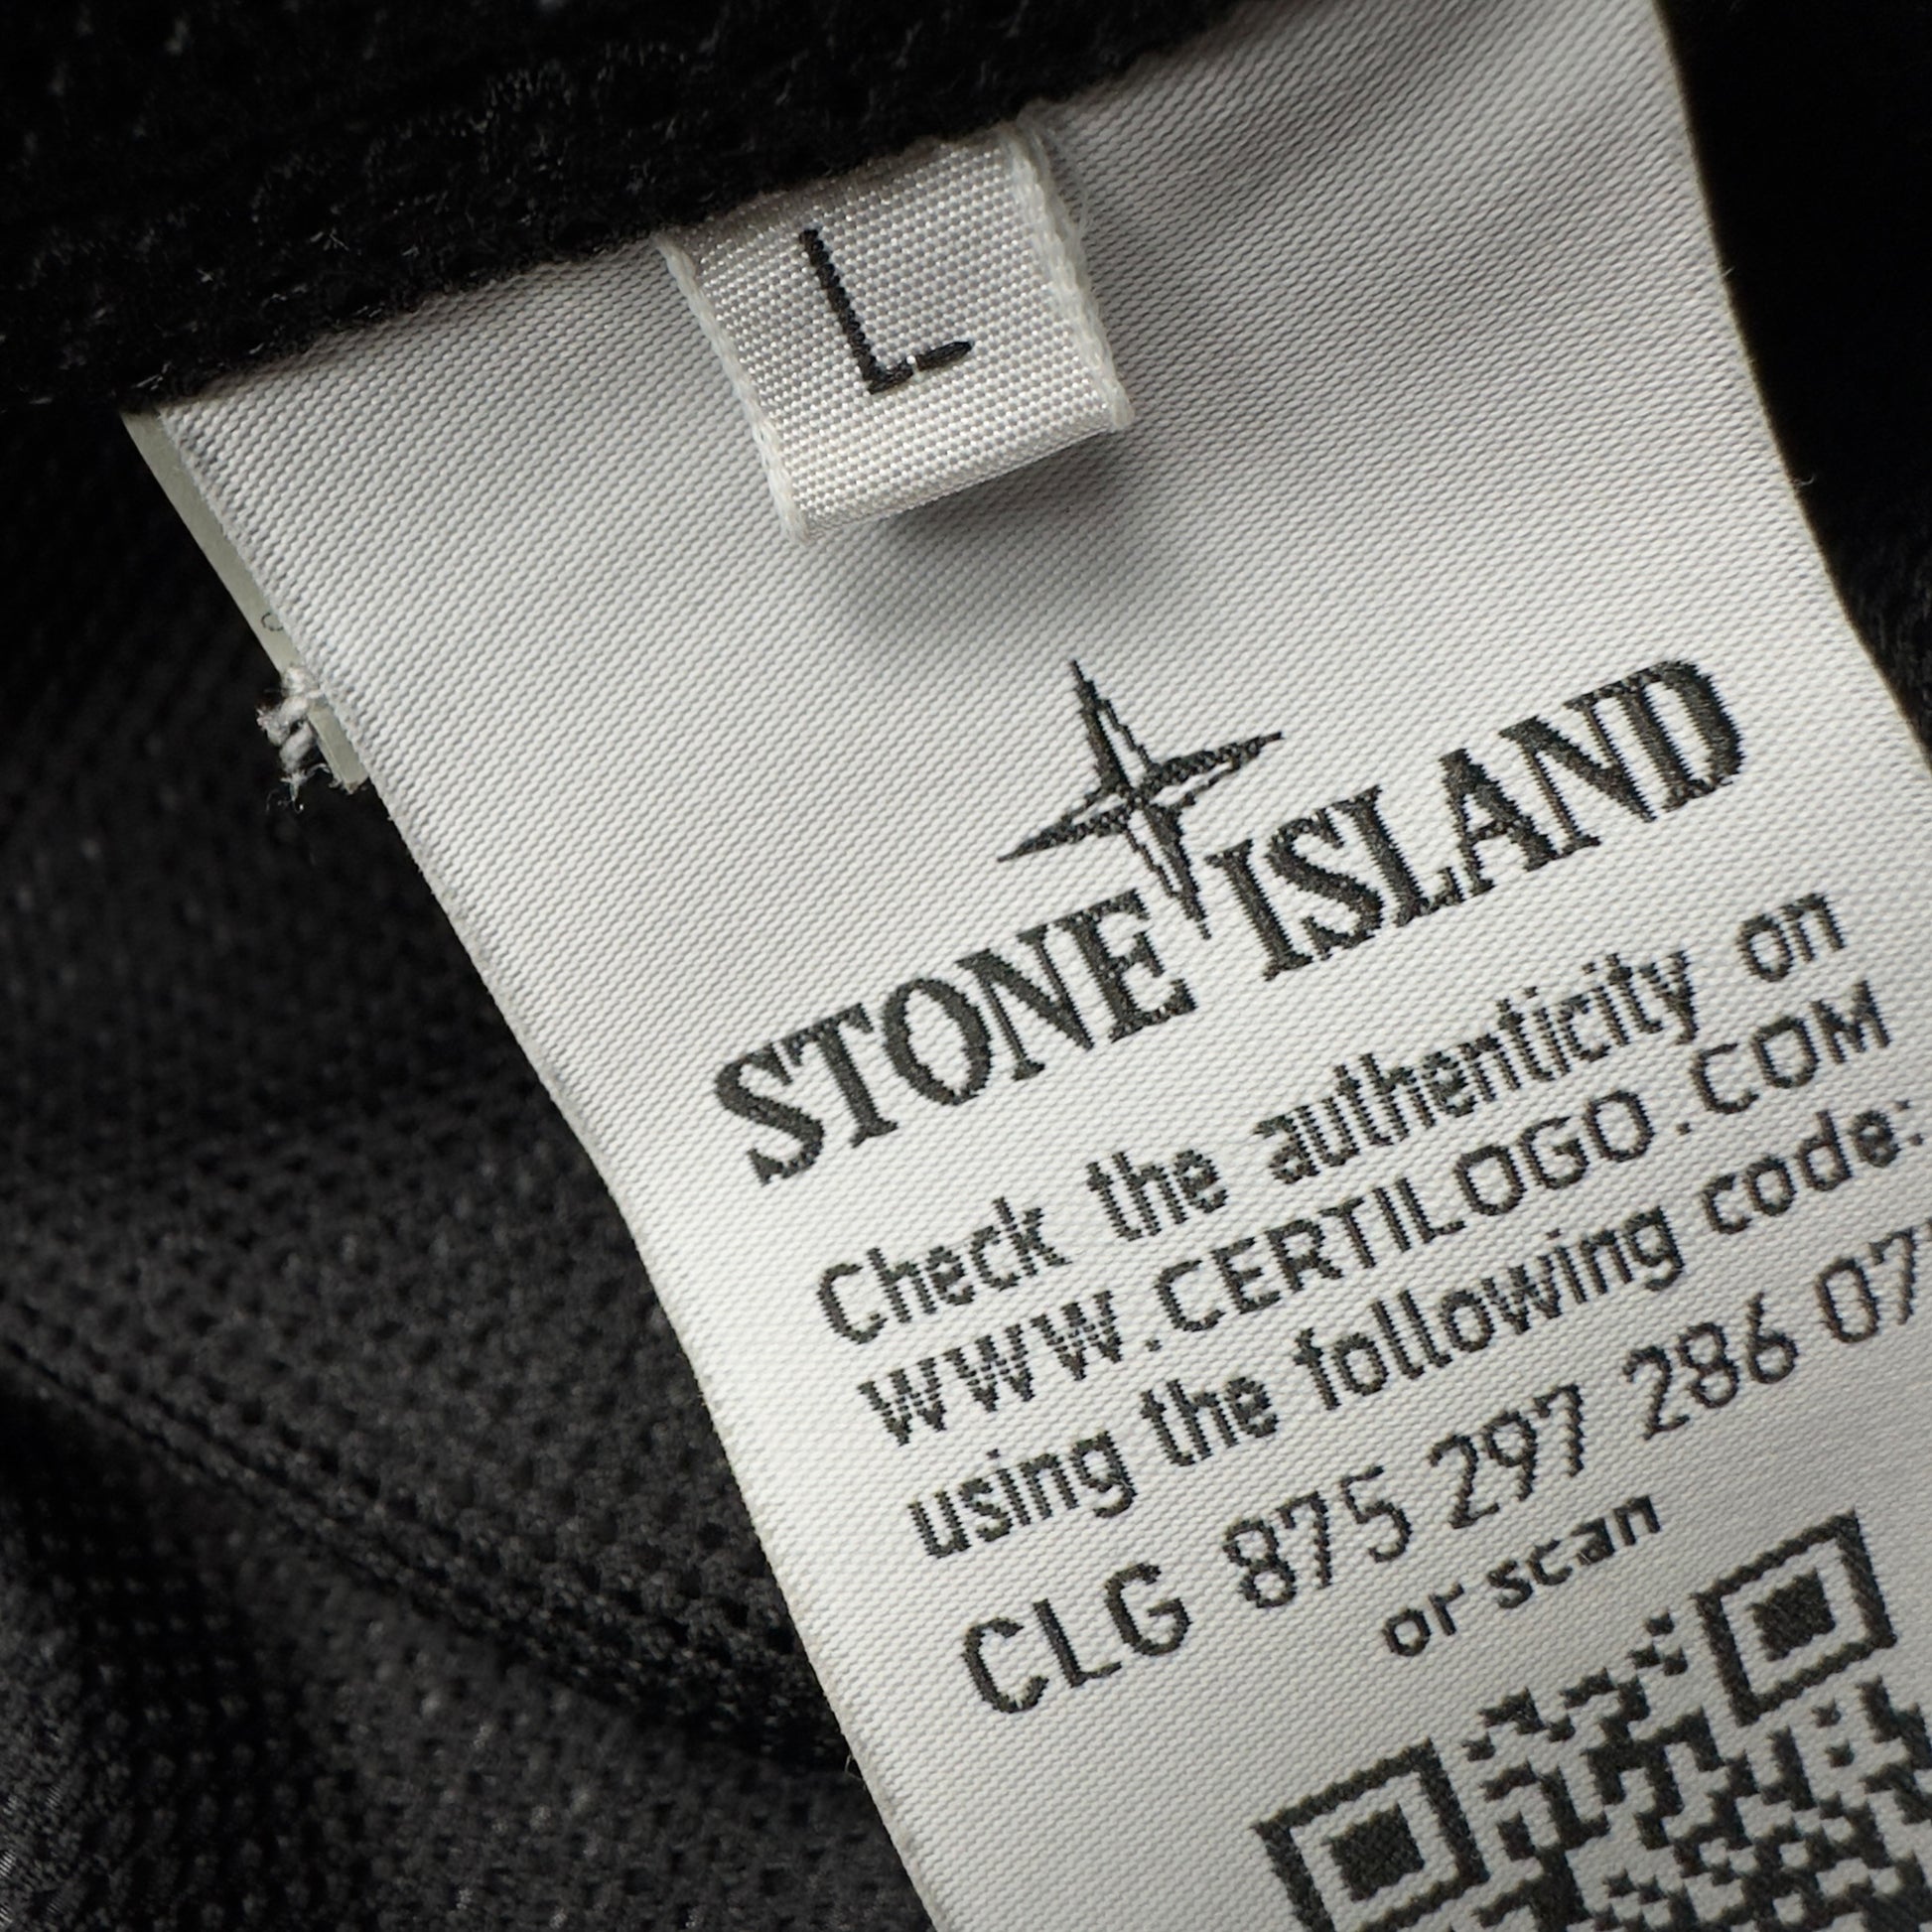 L
STONE ISLAND
Check the authenticity on
WWW.CERTILOGO.COM
using the following code:
CLG 875 297 286 07
or scan